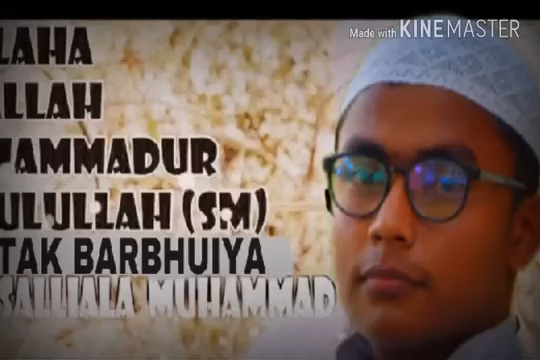 Made with KINEMASTER
LAHA
ALLAH
AMMADUR
ULULLAH (SM)
TAK BARBHUIYA
SALLIALA MUHAMMAD